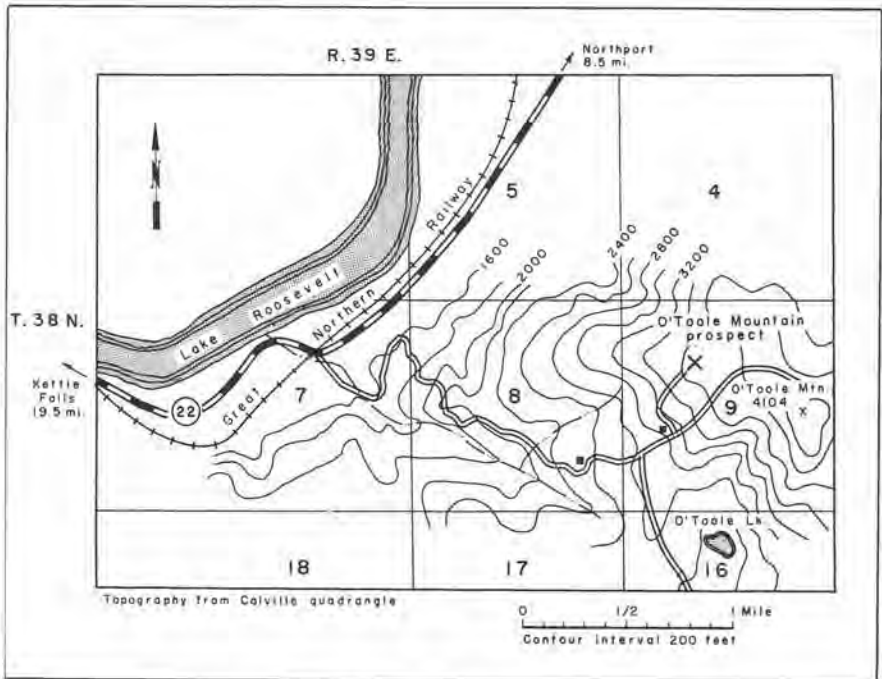 R. 39 E.
Northport
8.5 mi.
N
5
4
Railway
1600
2000
2400
2800
3200
Lake Roosevelt
Northern
Great
T. 38 N.
O'Toole Mountain
prospect
Kettle
Falls
(9.5 mi.
22
7
8
9
O'Toole Mtn.
4104 x
O'Toole Lk.
18
17
16
Topography from Colville quadrangle
0 1/2 1 Mile
Contour interval 200 feet